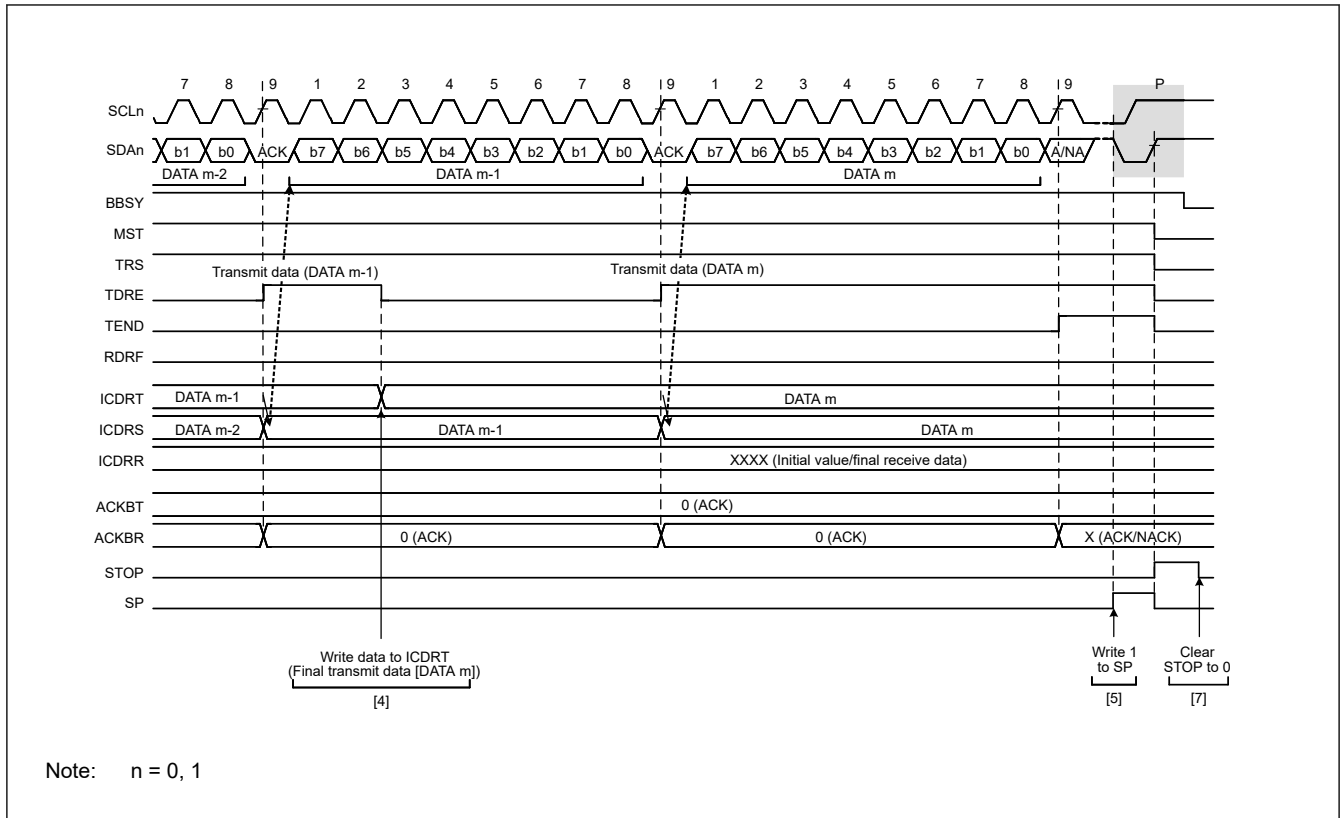 7 8 9 1 2 3 4 5 6 7 8 9 1 2 3 4 5 6 7 8 9 P
SCLn
SDAn b1 b0 ACK b7 b6 b5 b4 b3 b2 b1 b0 ACK b7 b6 b5 b4 b3 b2 b1 b0 A/NA
DATA m-2 DATA m-1 DATA m
BBSY
MST
TRS
Transmit data (DATA m-1) Transmit data (DATA m)
TDRE
TEND
RDRF
ICDRT DATA m-1 DATA m
ICDRS DATA m-2 DATA m-1 DATA m
ICDRR XXXX (Initial value/final receive data)
ACKBT 0 (ACK)
ACKBR 0 (ACK) 0 (ACK) X (ACK/NACK)
STOP
SP
Write data to ICDRT
(Final transmit data [DATA m])
[4]
Write 1
to SP
[5]
Clear
STOP to 0
[7]
Note: n = 0, 1